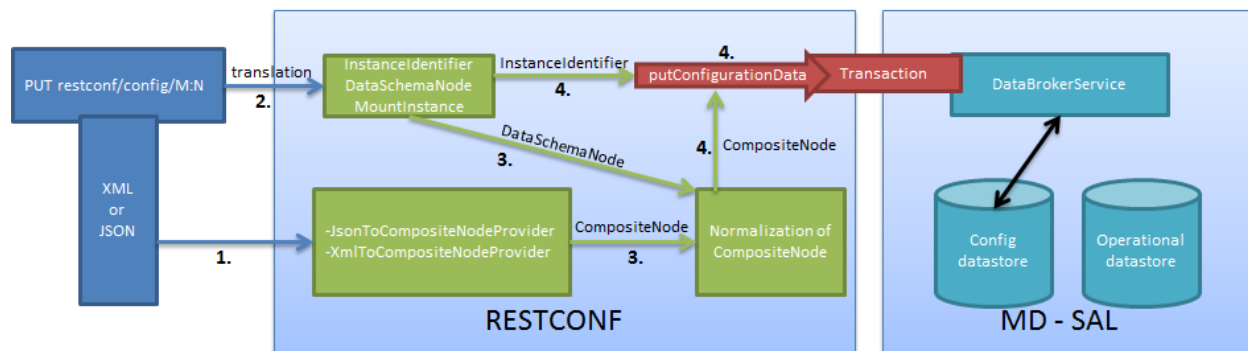 4.
PUT restconf/config/M:N
translation
2.
InstanceIdentifier
DataSchemaNode
MountInstance
InstanceIdentifier
4.
putConfigurationData
Transaction
DataBrokerService
DataSchemaNode
3.
4.
CompositeNode
XML
or
JSON
1.
-JsonToCompositeNodeProvider
-XmlToCompositeNodeProvider
CompositeNode
3.
Normalization of
CompositeNode
Config
datastore
Operational
datastore
RESTCONF
MD - SAL